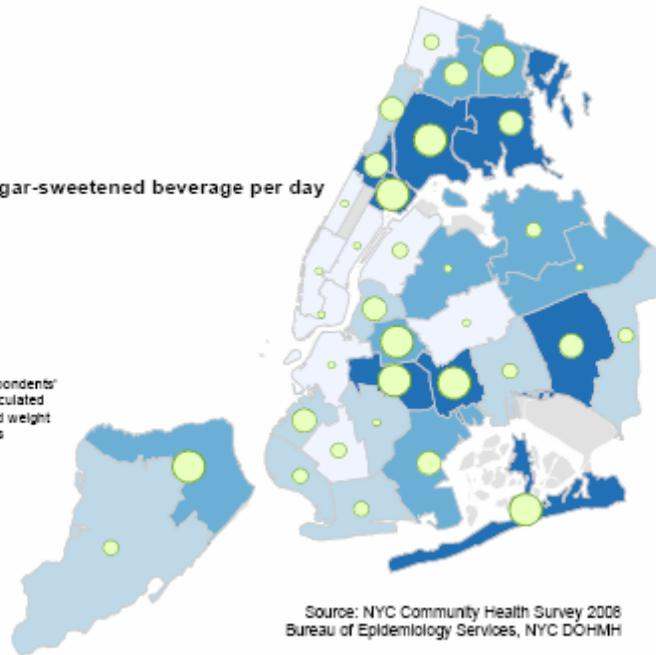 gar-sweetened beverage per day
pondents'
culated
d weight
s
Source: NYC Community Health Survey 2008
Bureau of Epidemiology Services, NYC DOHMH